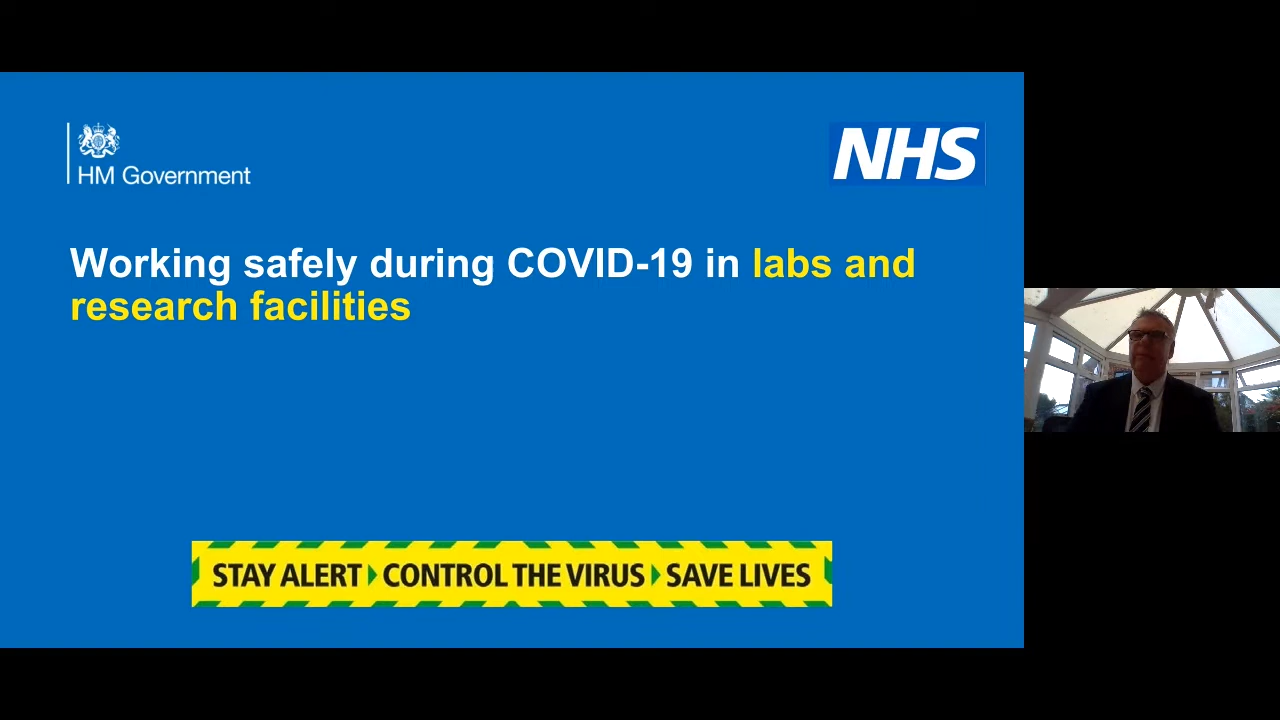 HM Government
NHS
Working safely during COVID-19 in labs and
research facilities
STAY ALERT CONTROL THE VIRUS SAVE LIVES